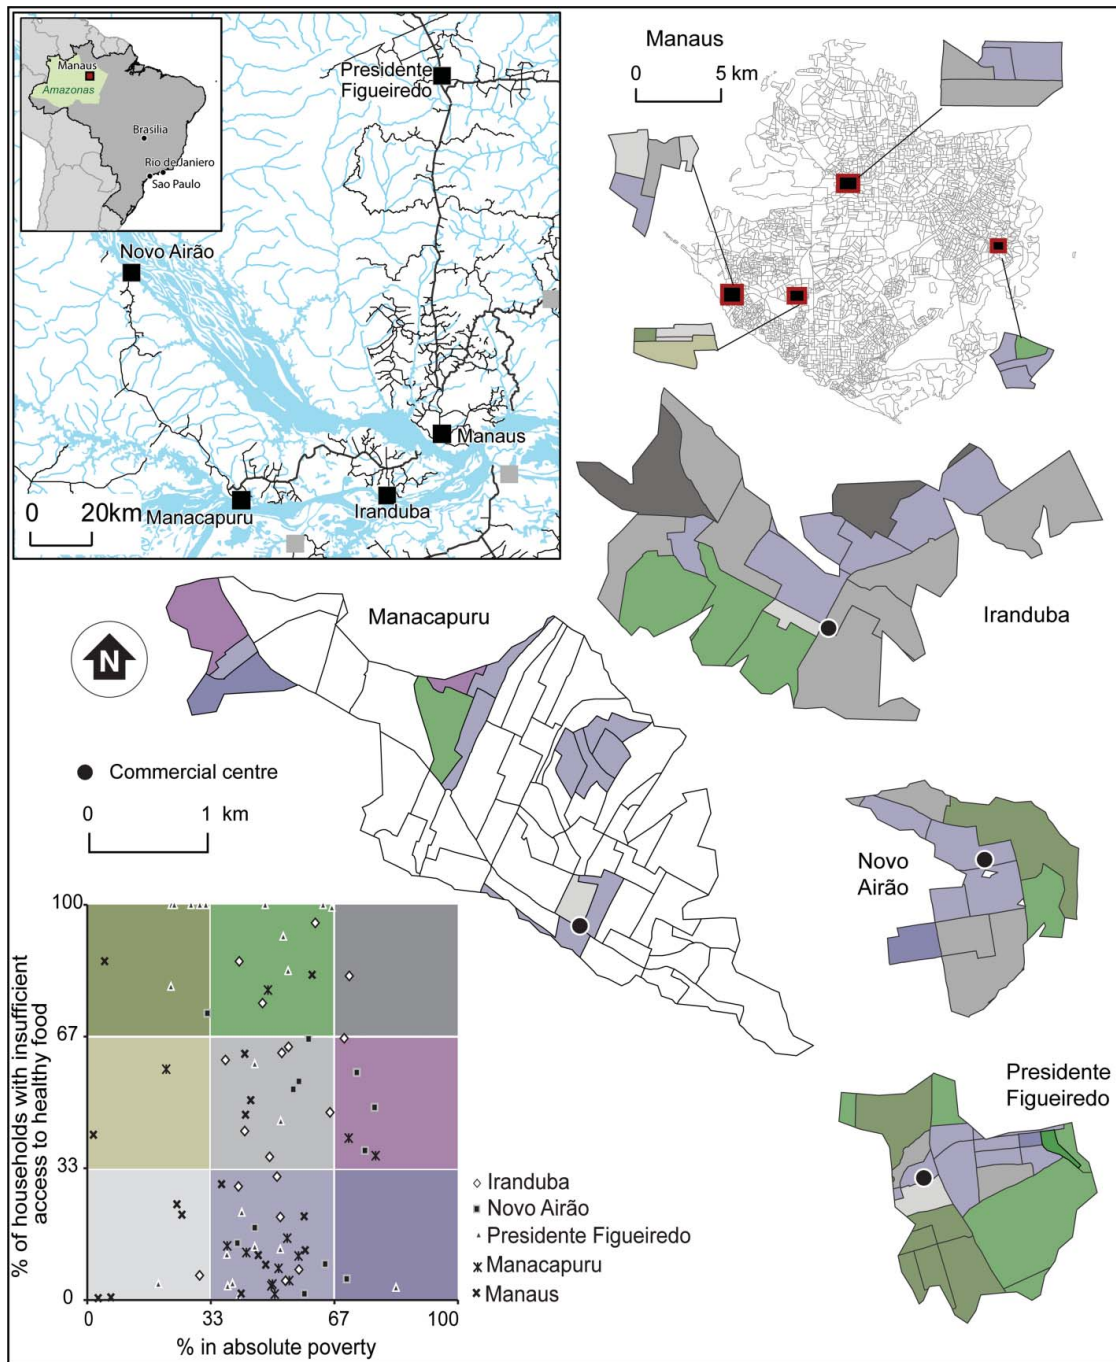 Manaus
Amazonas
Brasilia
Rio de Janiero
Sao Paulo
Presidente
Figueiredo
Novo Airão
Manaus
Manacapuru
Iranduba
0 20km
Manaus
0 5 km
Iranduba
Manacapuru
N
Commercial centre
0 1 km
Novo
Airão
Presidente
Figueiredo
% of households with insufficient
access to healthy food
100
67
33
0
0 33 67 100
% in absolute poverty
Iranduba
Novo Airão
Presidente Figueiredo
Manacapuru
Manaus